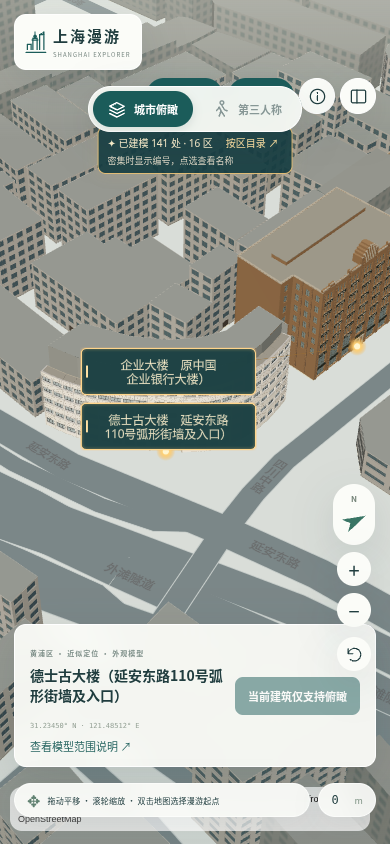 上海漫游
SHANGHAI EXPLORER
城市俯瞰
第三人称
✦ 已建模 141 处 · 16 区 按区目录 ↗
密集时显示编号，点选查看名称
企业大楼 原中国
企业银行大楼）
德士古大楼 延安东路
110号弧形街墙及入口）
延安东路
四川中路
延安东路
外滩隧道
N
+
−
黄浦区 · 近似定位 · 外观模型
德士古大楼（延安东路110号弧
形街墙及入口）
当前建筑仅支持俯瞰
31.23450° N · 121.48512° E
查看模型范围说明 ↗
拖动平移 · 滚轮缩放 · 双击地图选择漫游起点
0 m
OpenStreetMap